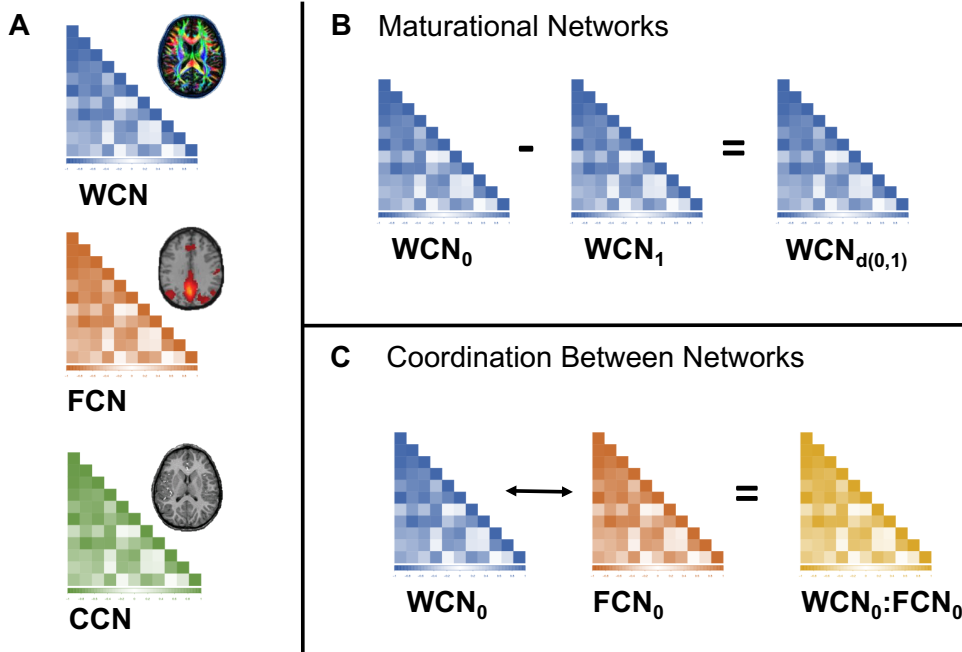 A
WCN
FCN
CCN
B Maturational Networks
-
=
WCN0
WCN1
WCNd(0,1)
C Coordination Between Networks
=
WCN0
FCN0
WCN0:FCN0